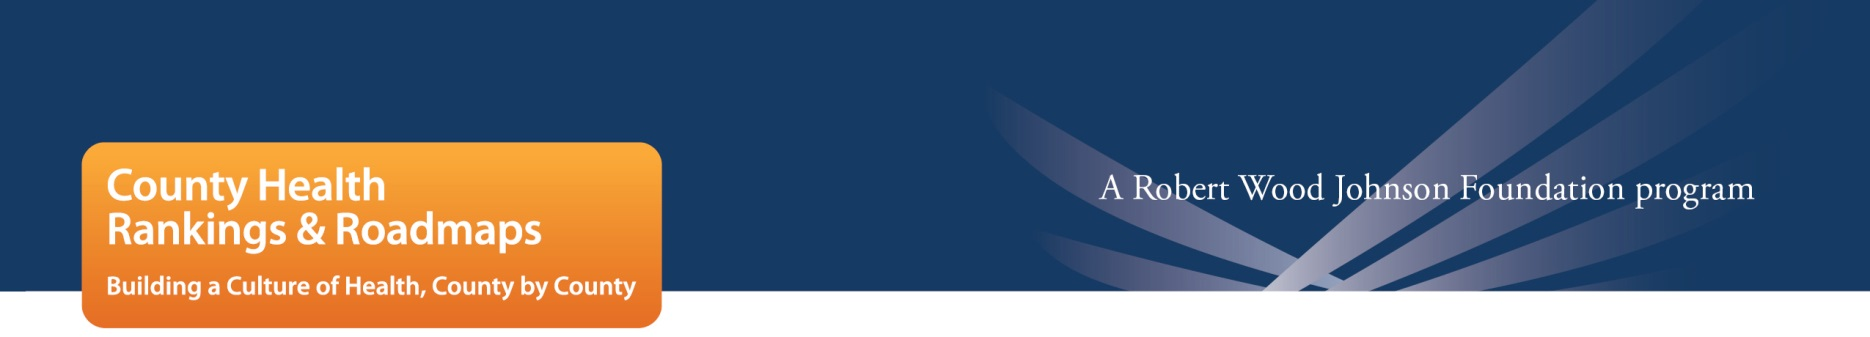 County Health
Rankings & Roadmaps
Building a Culture of Health, County by County
A Robert Wood Johnson Foundation program